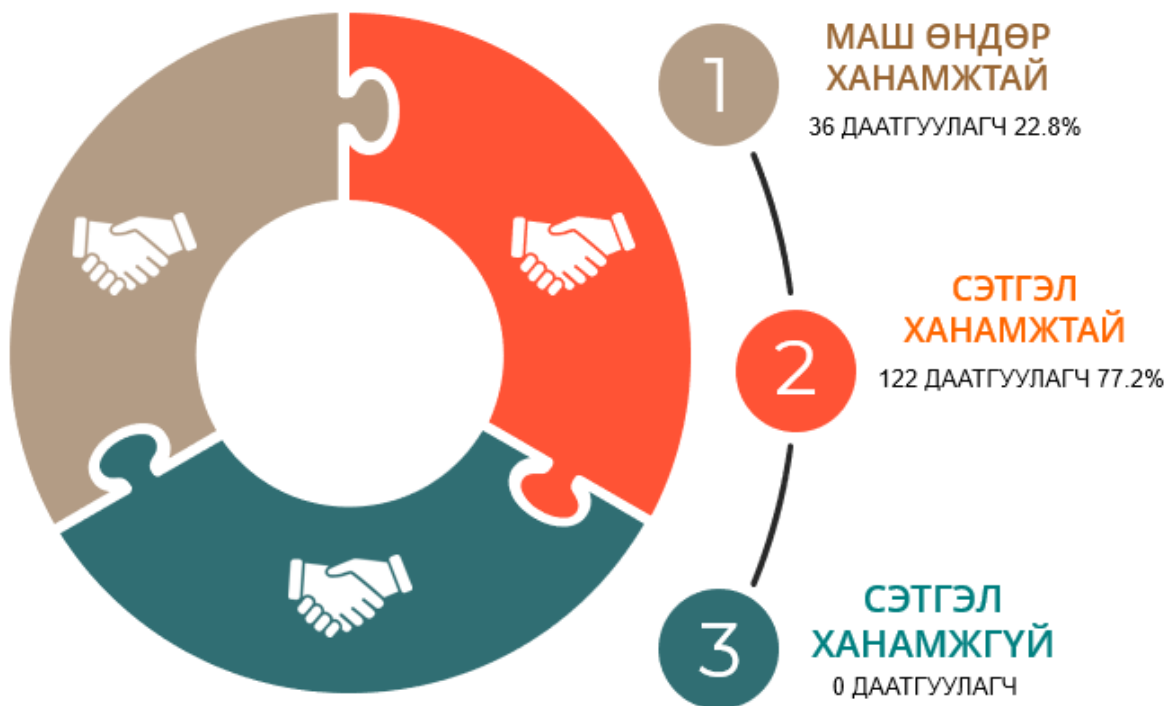 1
МАШ ӨНДӨР
ХАНАМЖТАЙ
36 ДААТГУУЛАГЧ 22.8%
2
СЭТГЭЛ
ХАНАМЖТАЙ
122 ДААТГУУЛАГЧ 77.2%
3
СЭТГЭЛ
ХАНАМЖГҮЙ
0 ДААТГУУЛАГЧ